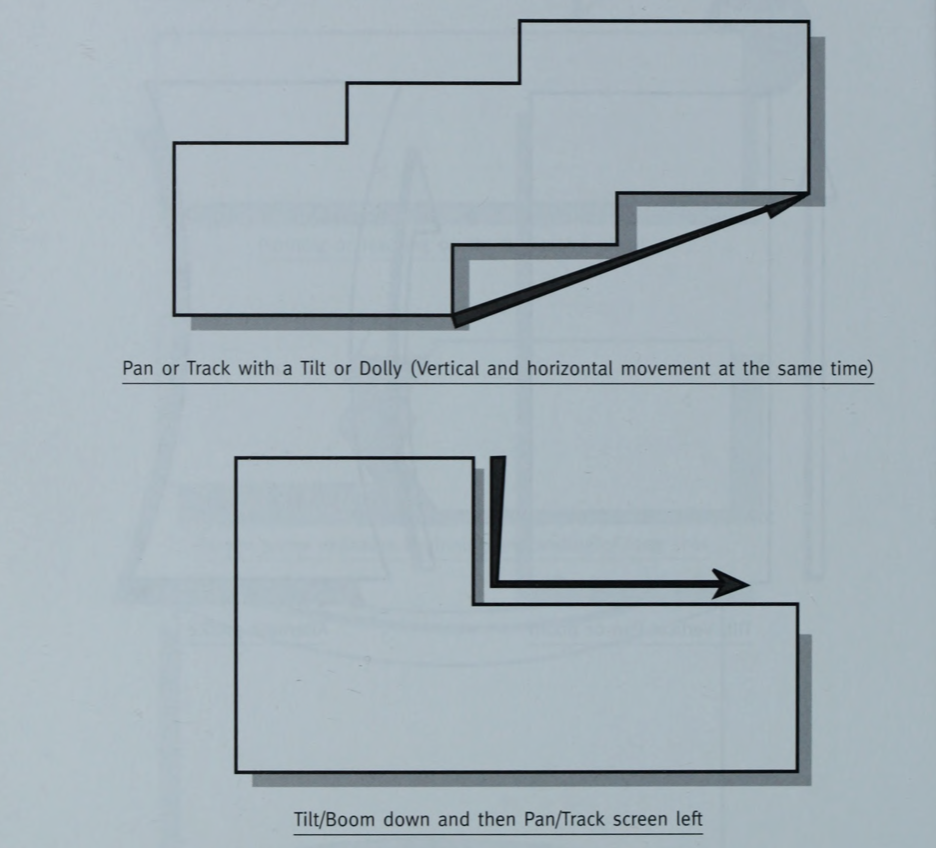 Pan or Track with a Tilt or Dolly (Vertical and horizontal movement at the same time)
Tilt/Boom down and then Pan/Track screen left